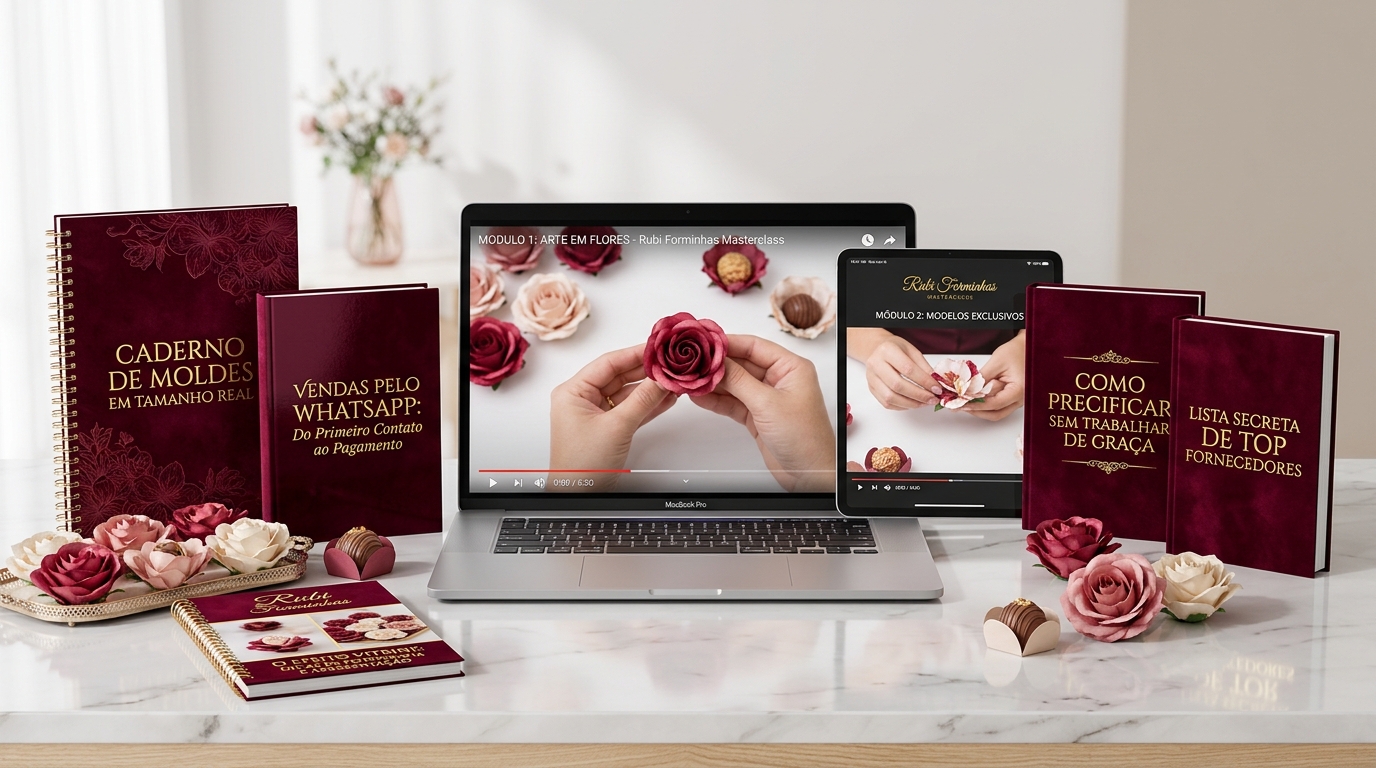 CADERNO
DE MOLDES
EM TAMANHO REAL
VENDAS PELO
WHATSAPP:
Do Primeiro Contato
ao Pagamento
Rubi
Forminhas
MODULO 1: ARTE EM FLORES - Rubi Forminhas Masterclass
MacBook Pro
Rubi Forminhas
MÓDULO 2: MODELOS EXCLUSIVOS
COMO
PRECIFICAR
SEM TRABALHAR
DE GRAÇA
LISTA SECRETA
DE TOP
FORNECEDORES